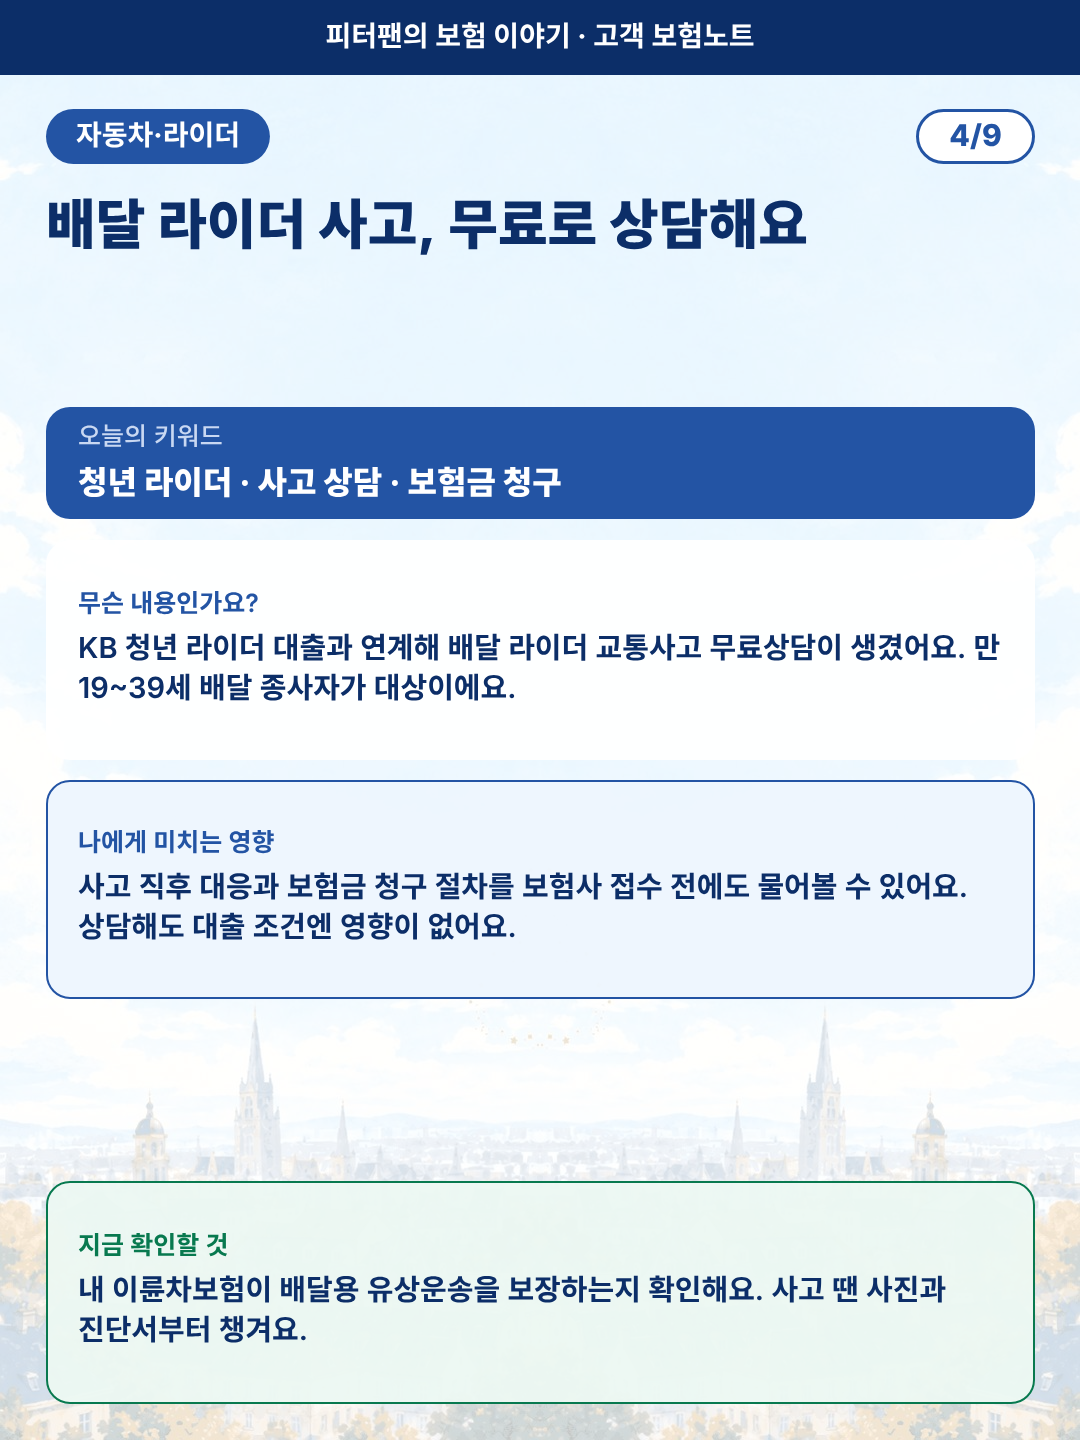 피터팬의 보험 이야기 · 고객 보험노트
자동차·라이더
4/9
배달 라이더 사고, 무료로 상담해요
오늘의 키워드
청년 라이더 · 사고 상담 · 보험금 청구
무슨 내용인가요?
KB 청년 라이더 대출과 연계해 배달 라이더 교통사고 무료상담이 생겼어요. 만
19~39세 배달 종사자가 대상이에요.
나에게 미치는 영향
사고 직후 대응과 보험금 청구 절차를 보험사 접수 전에도 물어볼 수 있어요.
상담해도 대출 조건엔 영향이 없어요.
지금 확인할 것
내 이륜차보험이 배달용 유상운송을 보장하는지 확인해요. 사고 땐 사진과
진단서부터 챙겨요.